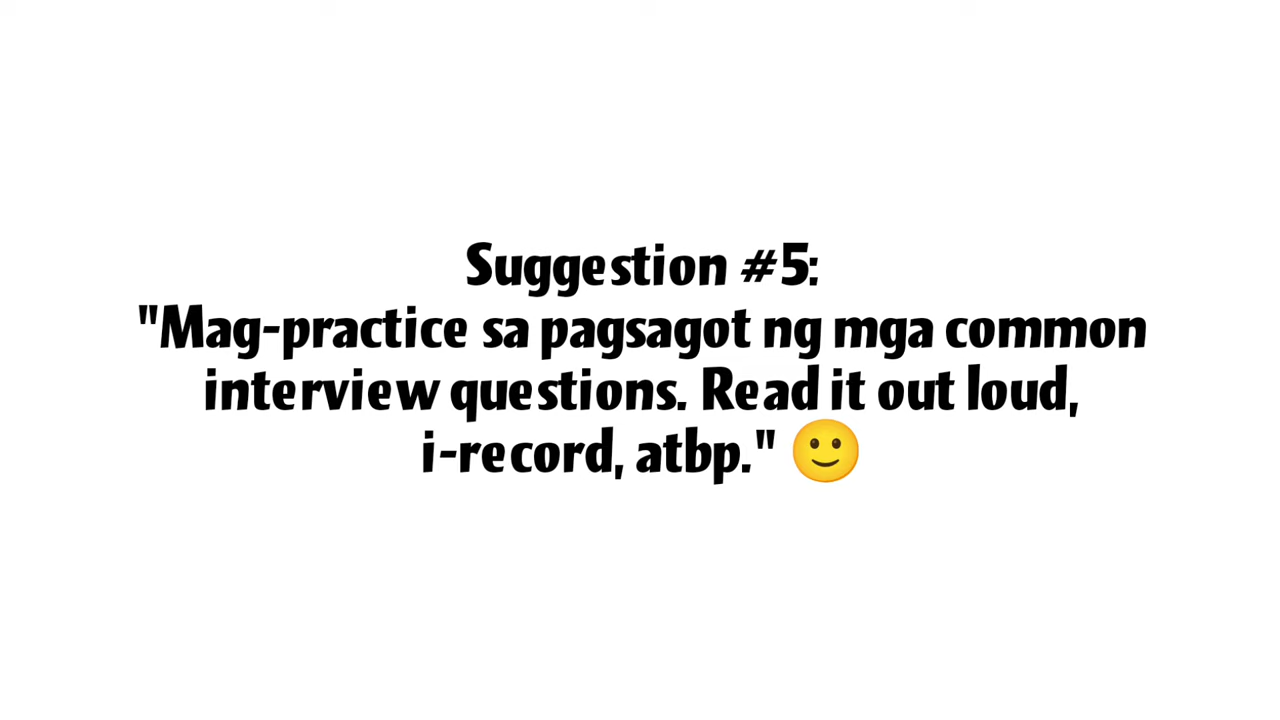 Suggestion #5:
"Mag-practice sa pagsagot ng mga common
interview questions. Read it out loud,
i-record, atbp." 🙂